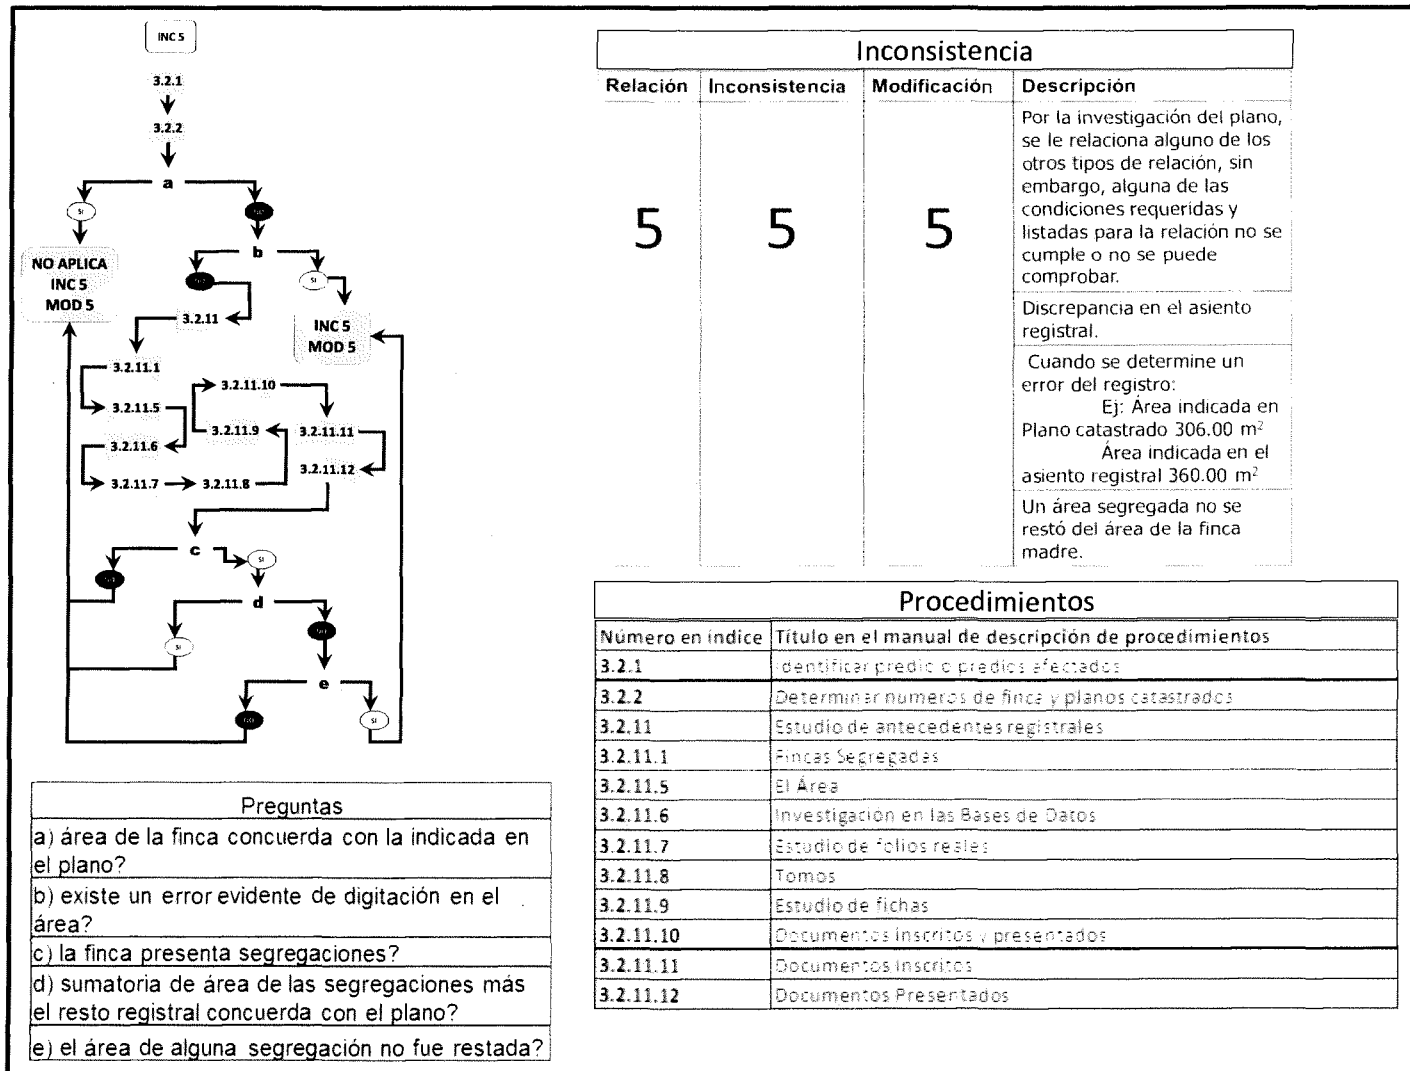 INC 5
3.2.1
3.2.2
a
SI
NO
NO APLICA
INC 5
MOD 5
b
NO
SI
3.2.11
INC 5
MOD 5
3.2.11.1
3.2.11.10
3.2.11.5
3.2.11.9
3.2.11.11
3.2.11.6
3.2.11.12
3.2.11.7
3.2.11.8
c
NO
SI
d
SI
NO
e
NO
SI
Preguntas
a) área de la finca concuerda con la indicada en
el plano?
b) existe un error evidente de digitación en el
área?
c) la finca presenta segregaciones?
d) sumatoria de área de las segregaciones más
el resto registral concuerda con el plano?
e) el área de alguna segregación no fue restada?
Inconsistencia
Relación Inconsistencia Modificación Descripción
5 5 5
Por la investigación del plano,
se le relaciona alguno de los
otros tipos de relación, sin
embargo, alguna de las
condiciones requeridas y
listadas para la relación no se
cumple o no se puede
comprobar.
Discrepancia en el asiento
registral.
Cuando se determine un
error del registro:
Ej: Área indicada en
Plano catastrado 306.00 m²
Área indicada en el
asiento registral 360.00 m²
Un área segregada no se
restó del área de la finca
madre.
Procedimientos
Número en indice Título en el manual de descripción de procedimientos
3.2.1 Identificar predio o predios afectados
3.2.2 Determinar numeros de finca y planos catastrados
3.2.11 Estudio de antecedentes registrales
3.2.11.1 Fincas Segregadas
3.2.11.5 El Área
3.2.11.6 Investigación en las Bases de Datos
3.2.11.7 Estudio de folios reales
3.2.11.8 Tomos
3.2.11.9 Estudio de fichas
3.2.11.10 Documentos inscritos y presentados
3.2.11.11 Documentos Inscritos
3.2.11.12 Documentos Presentados